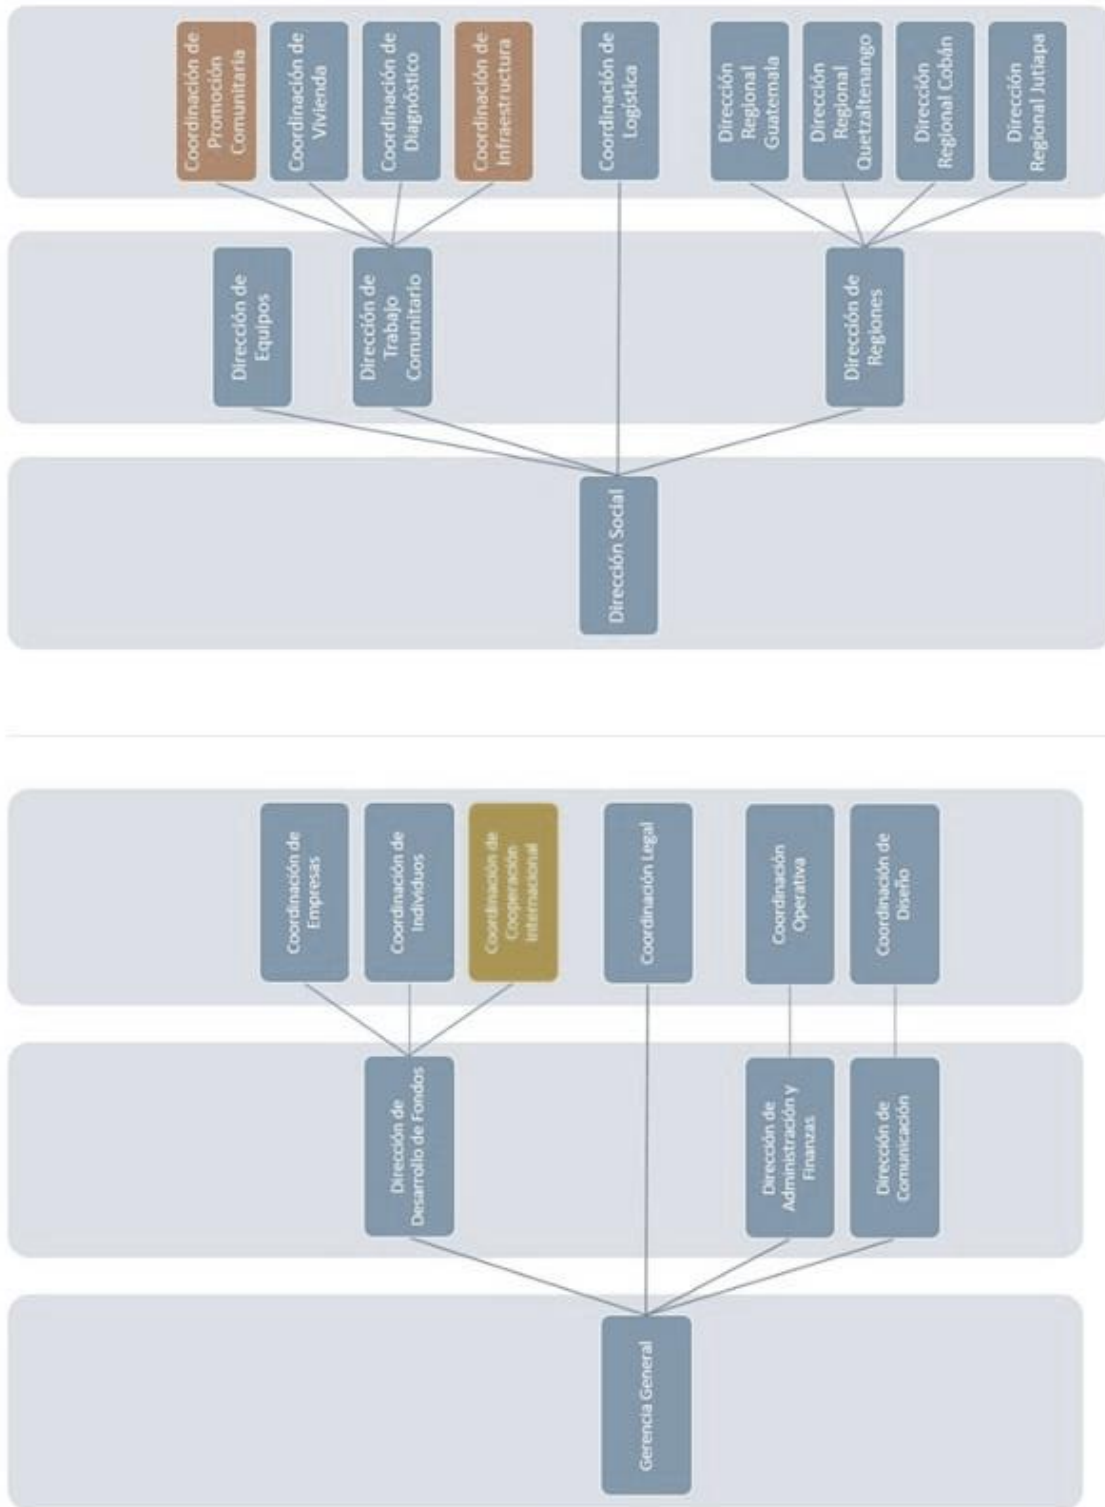 Gerencia General
Dirección de
Desarrollo de Fondos
Dirección de
Administración y
Finanzas
Dirección de
Comunicación
Coordinación de
Empresas
Coordinación de
Individuos
Coordinación de
Cooperación
Internacional
Coordinación Legal
Coordinación
Operativa
Coordinación de
Diseño
Dirección Social
Dirección de
Equipos
Dirección de
Trabajo
Comunitario
Dirección de
Regiones
Coordinación de
Promoción
Comunitaria
Coordinación de
Vivienda
Coordinación de
Diagnóstico
Coordinación de
Infraestructura
Coordinación de
Logística
Dirección
Regional
Guatemala
Dirección
Regional
Quetzaltenango
Dirección
Regional Cobán
Dirección
Regional Jutiapa